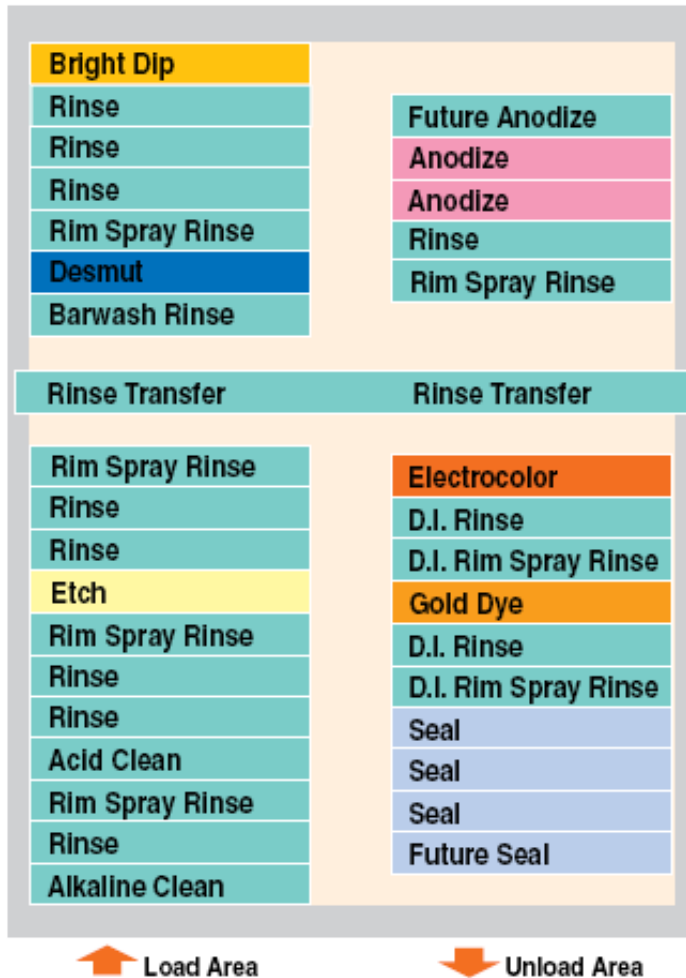 Bright Dip
Rinse
Rinse
Rinse
Rim Spray Rinse
Desmut
Barwash Rinse
Future Anodize
Anodize
Anodize
Rinse
Rim Spray Rinse
Rinse Transfer Rinse Transfer
Rim Spray Rinse
Rinse
Rinse
Etch
Rim Spray Rinse
Rinse
Rinse
Acid Clean
Rim Spray Rinse
Rinse
Alkaline Clean
Electrocolor
D.I. Rinse
D.I. Rim Spray Rinse
Gold Dye
D.I. Rinse
D.I. Rim Spray Rinse
Seal
Seal
Seal
Future Seal
Load Area Unload Area